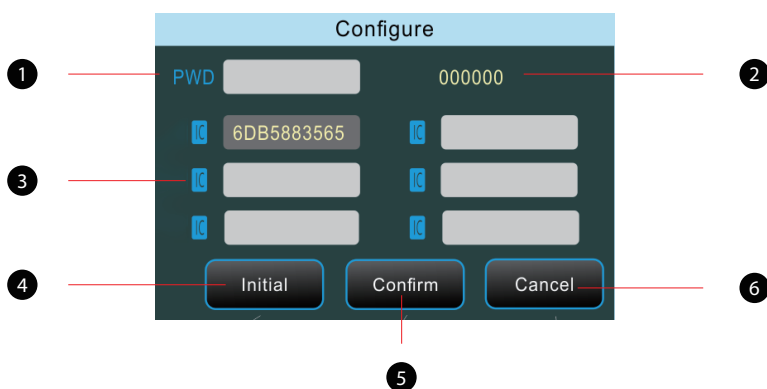 Configure
1 PWD 000000 2
IC 6DB5883565 IC
3 IC IC
IC IC
4 Initial Confirm Cancel 6
5